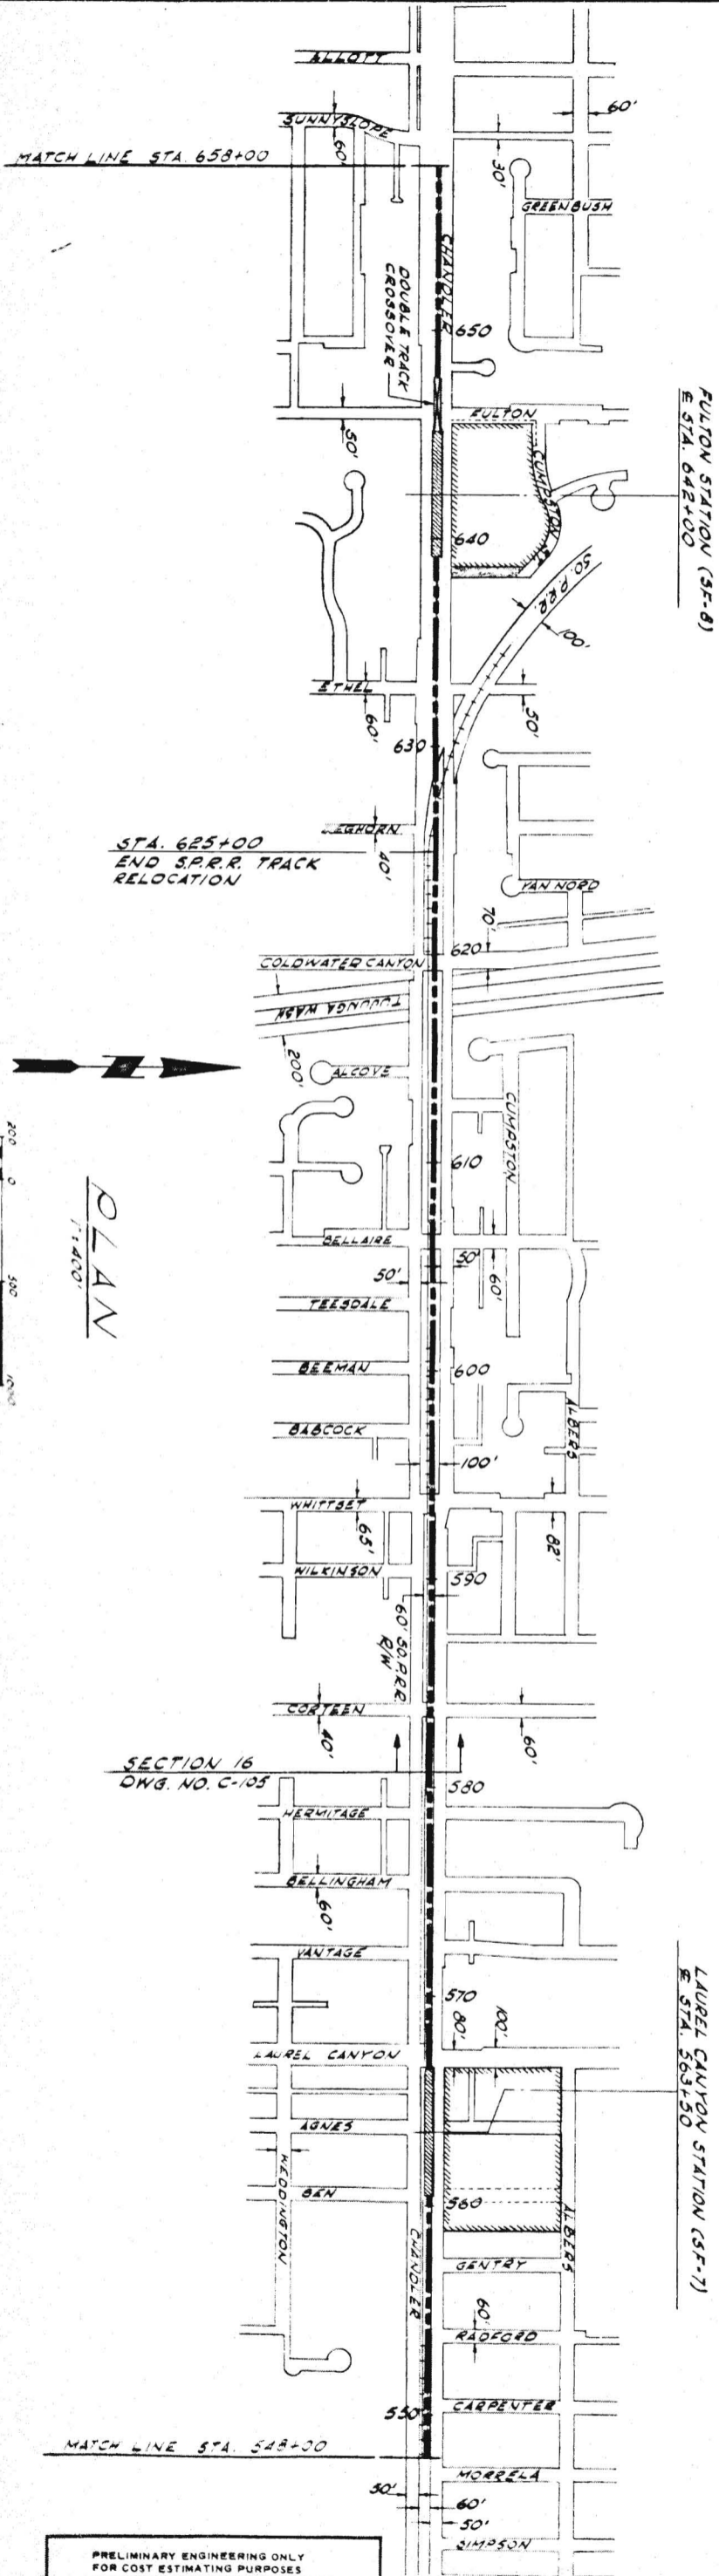 ALLOTT
60'
SUNNYSLOPE
60'
30'
MATCH LINE STA. 658+00
GREENBUSH
CHANDLER
DOUBLE TRACK
CROSSOVER
650
FULTON STATION (SF-8)
℄ STA. 642+00
FULTON
50'
CUMPSTON ST.
640
SO. P. R.R.
100'
ETHEL
60'
50'
630
LEGHORN
40'
STA. 625+00
END S.P.R.R. TRACK
RELOCATION
VAN NORD
70'
620
COLDWATER CANYON
TUJUNGA WASH
200'
ALCOVE
CUMPSTON
610
PLAN
1"=400'
200 0 500 1000
BELLAIRE
50'
50'
60'
TEESDALE
BEEMAN
600
BABCOCK
ALBERS
100'
WHITTSET
65'
82'
WILKINSON
590
60' SO.P.R.R.
R/W
CORTEEN
40'
60'
SECTION 16
DWG. NO. C-105
580
HERMITAGE
BELLINGHAM
60'
VANTAGE
570
80'
100'
LAUREL CANYON STATION (SF-7)
℄ STA. 563+50
LAUREL CANYON
AGNES
WEDDINGTON
BEN
560
ALBERS
CHANDLER
GENTRY
60'
RADFORD
550
CARPENTER
MATCH LINE STA. 548+00
MORRELA
50'
60'
50'
SIMPSON
PRELIMINARY ENGINEERING ONLY
FOR COST ESTIMATING PURPOSES